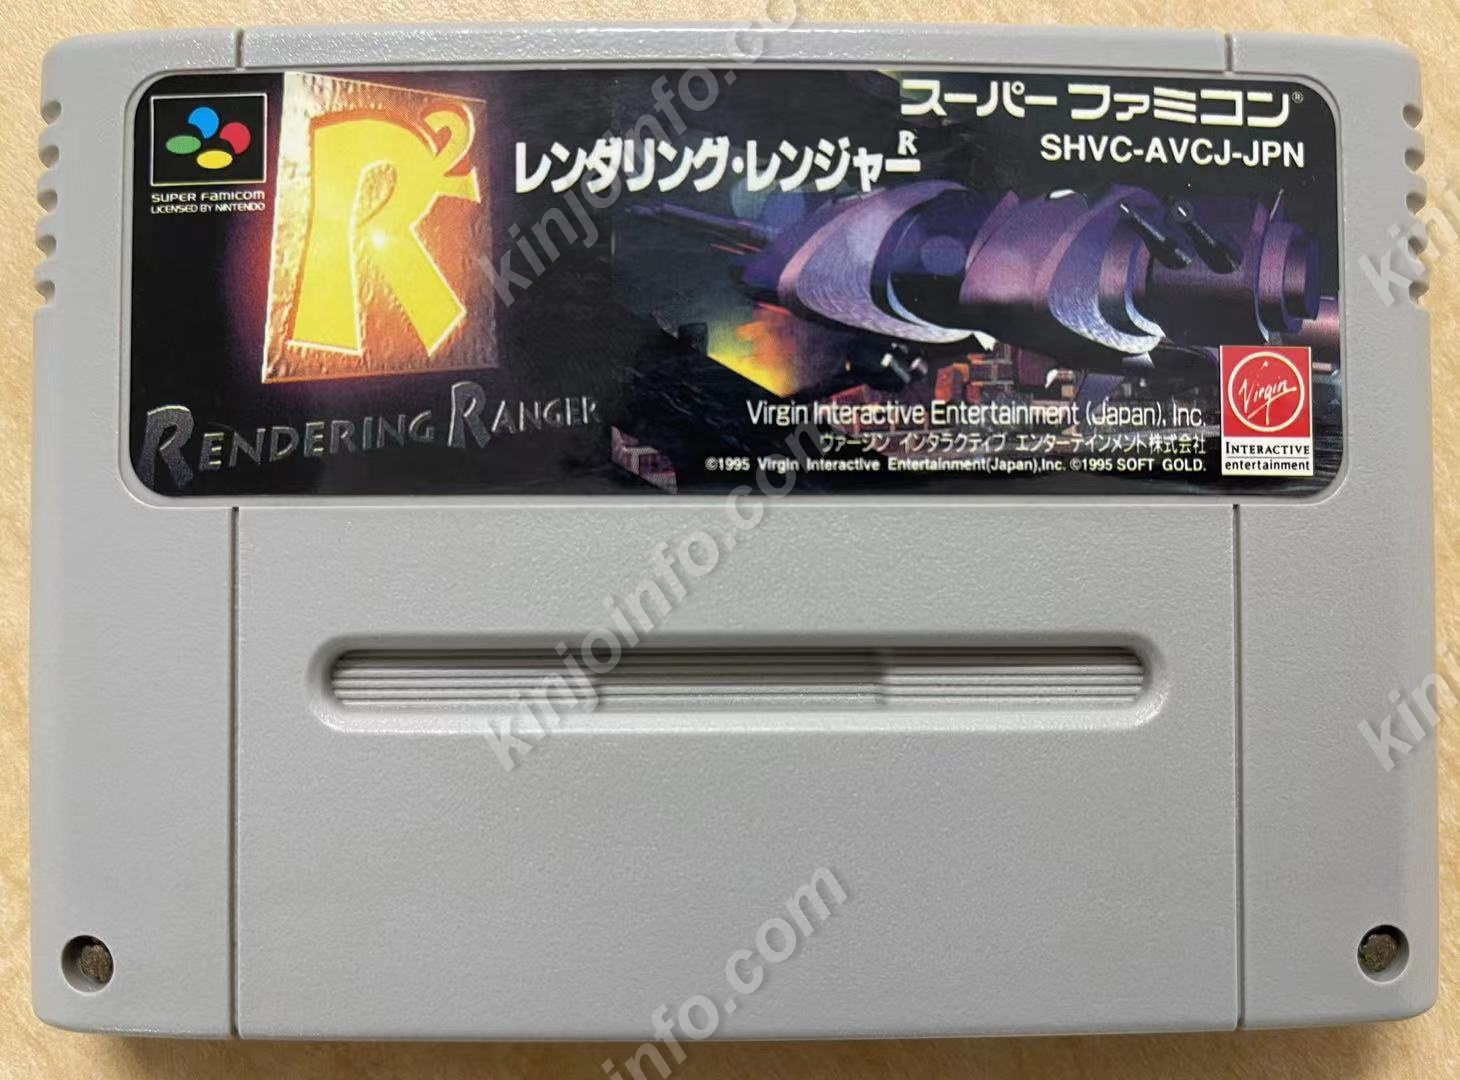 スーパーファミコン®
SHVC-AVCJ-JPN
R²
レンダリング・レンジャーR
SUPER Famicom
LICENSED BY NINTENDO
RENDERING RANGER
Virgin Interactive Entertainment (Japan), Inc.
ヴァージン インタラクティブ エンターテインメント株式会社
©1995 Virgin Interactive Entertainment(Japan),Inc. ©1995 SOFT GOLD.
Virgin
INTERACTIVE
entertainment
kinjoinfo.com
kinjoinfo.com
kinjoinfo.com